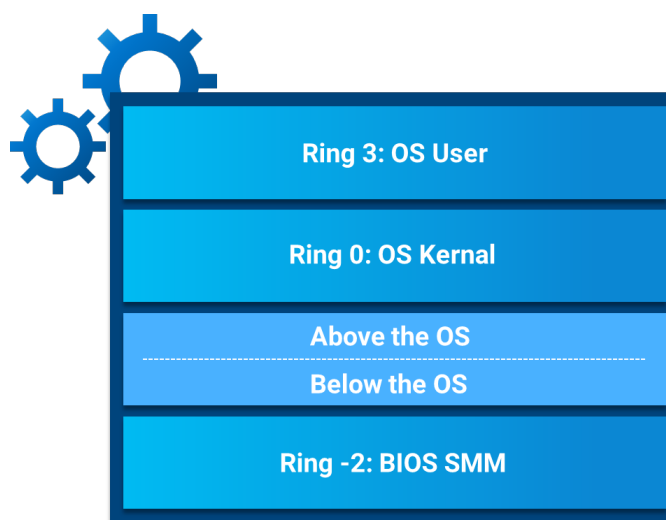 Ring 3: OS User
Ring 0: OS Kernal
Above the OS
Below the OS
Ring -2: BIOS SMM